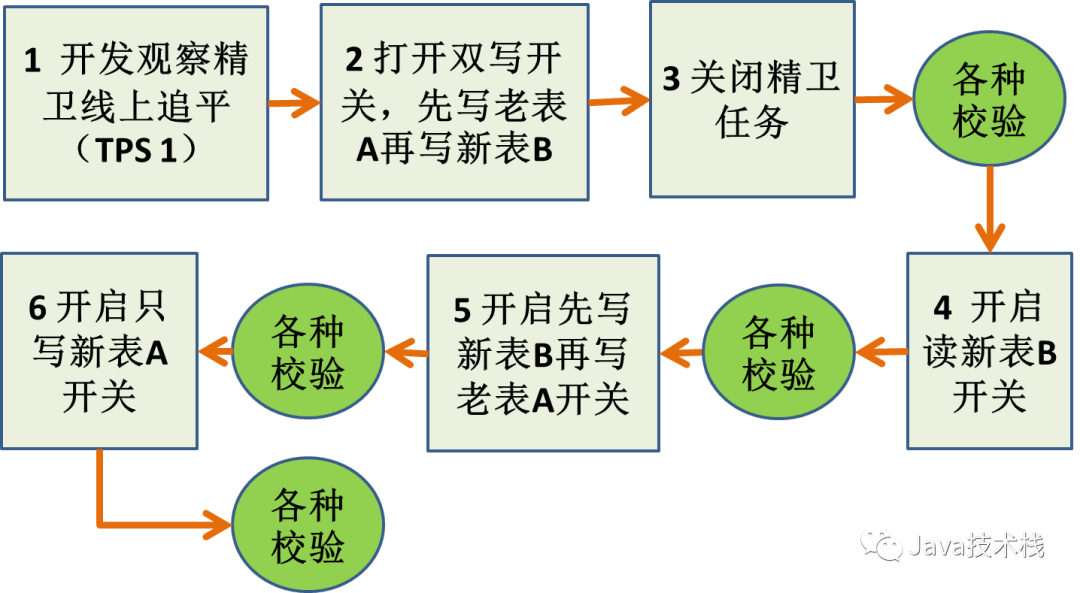 1 开发观察精
卫线上追平
（TPS 1）
2 打开双写开
关，先写老表
A再写新表B
3 关闭精卫
任务
各种
校验
4 开启
读新表B
开关
各种
校验
5 开启先写
新表B再写
老表A开关
各种
校验
6 开启只
写新表A
开关
各种
校验
Java技术栈